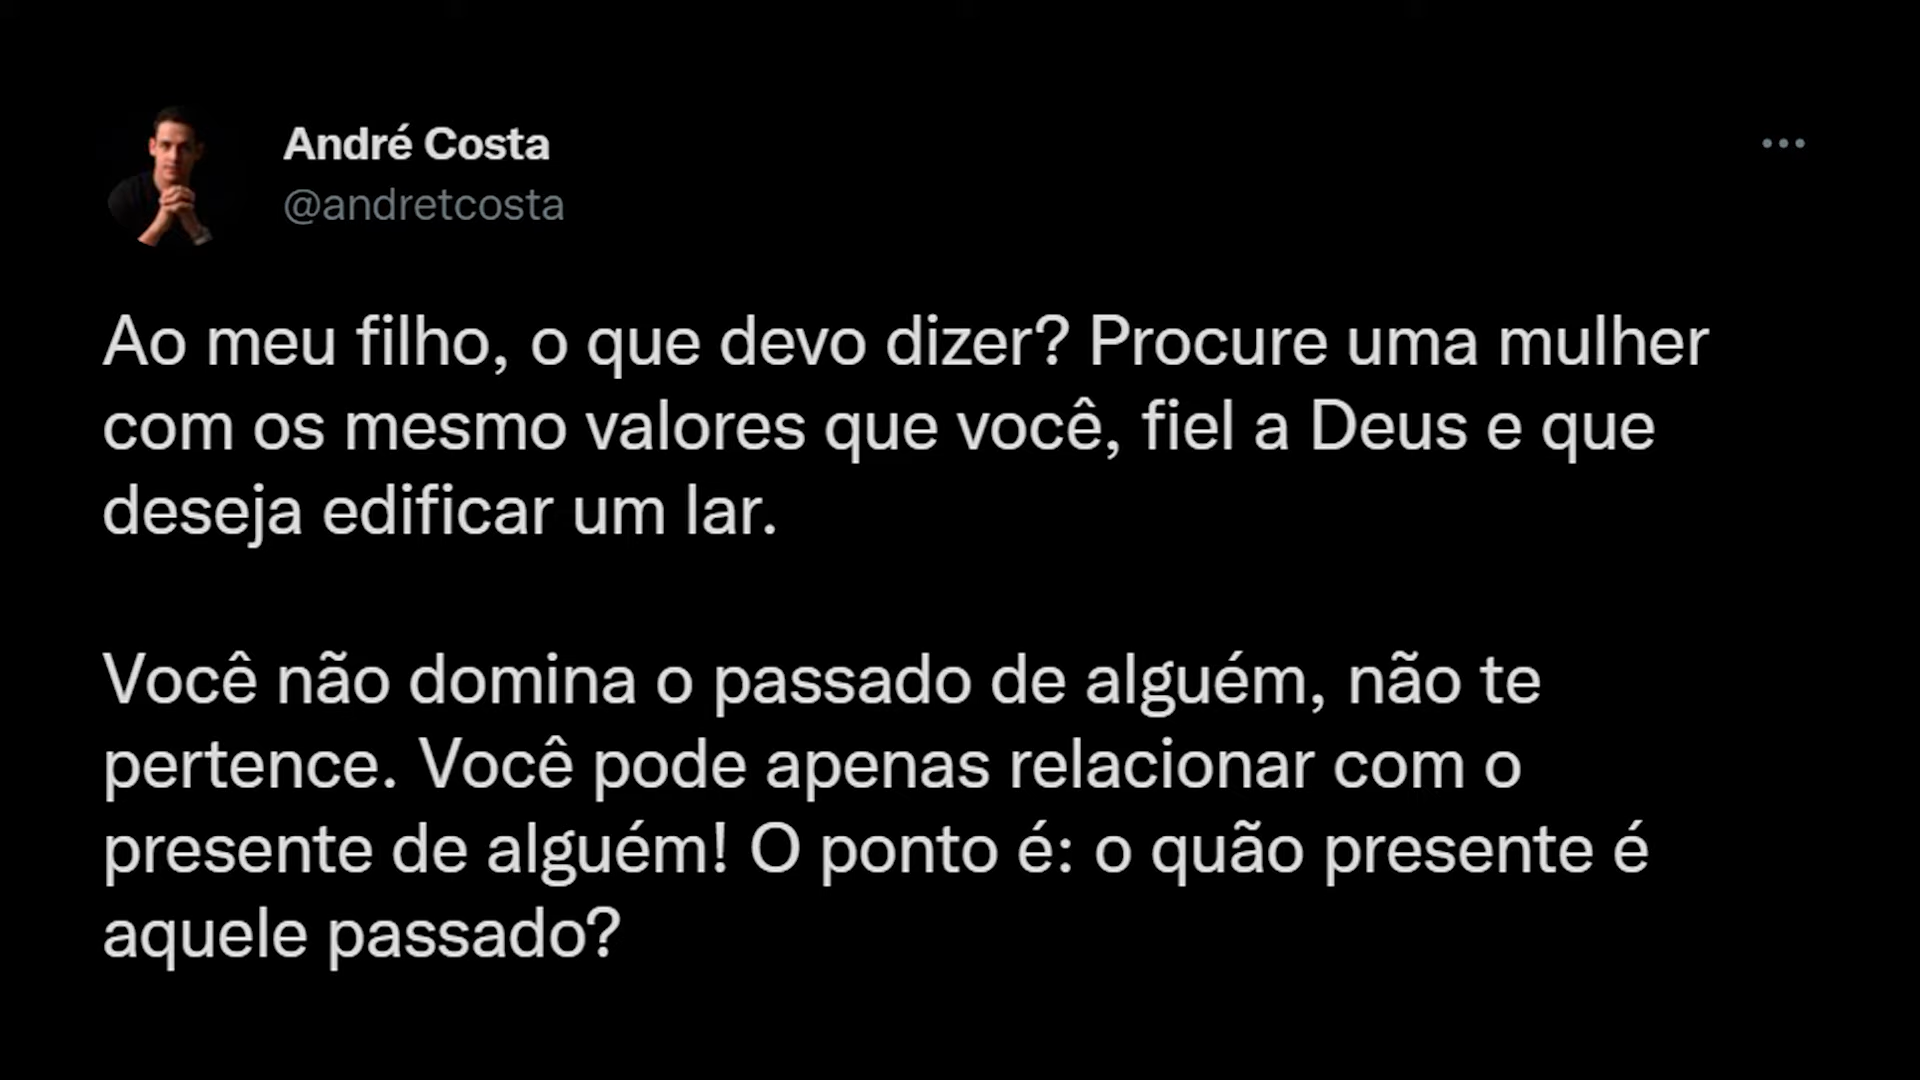 André Costa
@andretcosta
Ao meu filho, o que devo dizer? Procure uma mulher
com os mesmo valores que você, fiel a Deus e que
deseja edificar um lar.
Você não domina o passado de alguém, não te
pertence. Você pode apenas relacionar com o
presente de alguém! O ponto é: o quão presente é
aquele passado?